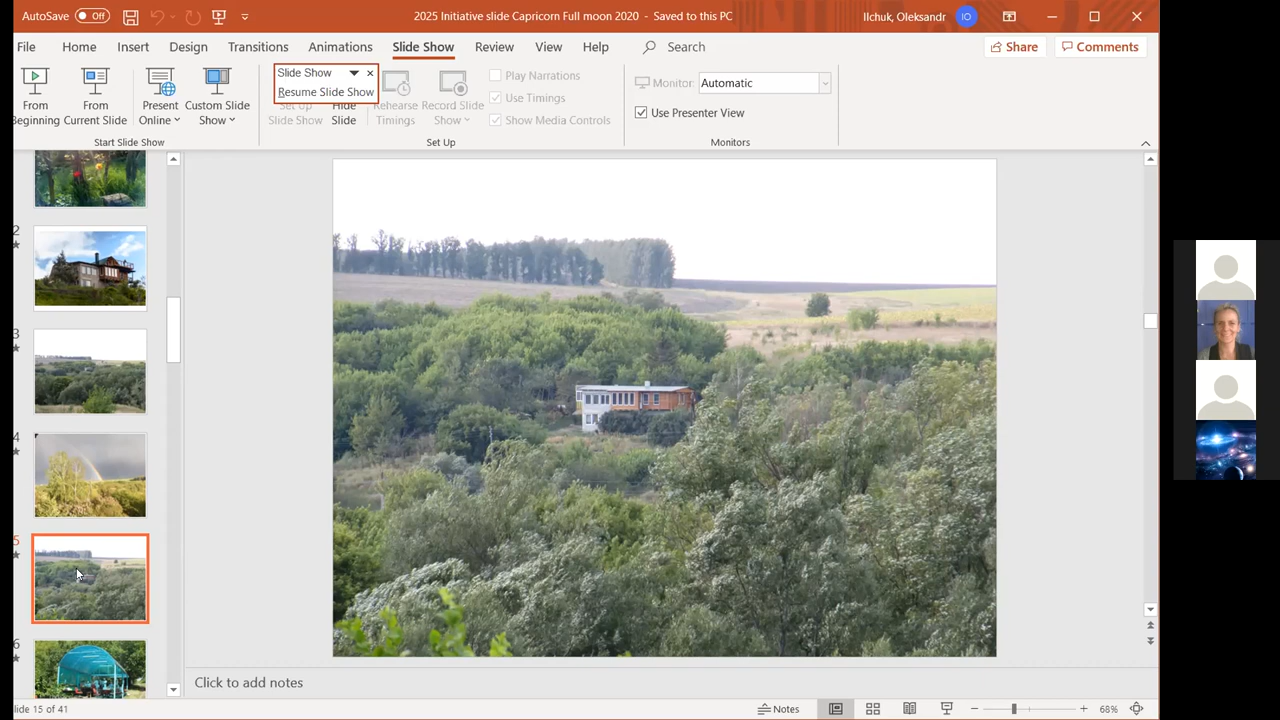 AutoSave Off 2025 Initiative slide Capricorn Full moon 2020 - Saved to this PC Ilchuk, Oleksandr IO
File Home Insert Design Transitions Animations Slide Show Review View Help Search Share Comments
Slide Show
Resume Slide Show
From Beginning
From Current Slide
Present Online
Custom Slide Show
Set Up Slide Show
Hide Slide
Rehearse Timings
Record Slide Show
Play Narrations
Use Timings
Show Media Controls
Monitor: Automatic
Use Presenter View
Start Slide Show Set Up Monitors
2
3
4
5
6
Click to add notes
lide 15 of 41 Notes 68%